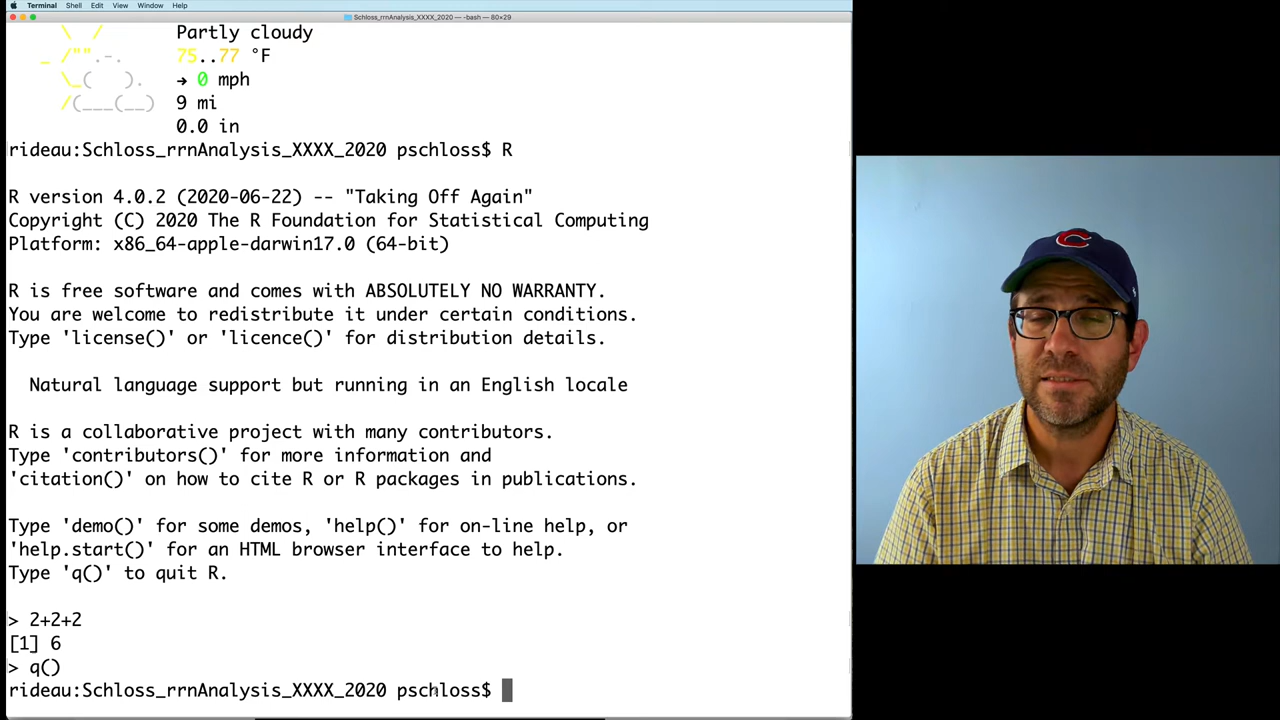 Terminal Shell Edit View Window Help
Schloss_rrnAnalysis_XXXX_2020 — -bash — 80×29
Partly cloudy
75..77 °F
→ 0 mph
9 mi
0.0 in
rideau:Schloss_rrnAnalysis_XXXX_2020 pschloss$ R
R version 4.0.2 (2020-06-22) -- "Taking Off Again"
Copyright (C) 2020 The R Foundation for Statistical Computing
Platform: x86_64-apple-darwin17.0 (64-bit)
R is free software and comes with ABSOLUTELY NO WARRANTY.
You are welcome to redistribute it under certain conditions.
Type 'license()' or 'licence()' for distribution details.
Natural language support but running in an English locale
R is a collaborative project with many contributors.
Type 'contributors()' for more information and
'citation()' on how to cite R or R packages in publications.
Type 'demo()' for some demos, 'help()' for on-line help, or
'help.start()' for an HTML browser interface to help.
Type 'q()' to quit R.
> 2+2+2
[1] 6
> q()
rideau:Schloss_rrnAnalysis_XXXX_2020 pschloss$
C